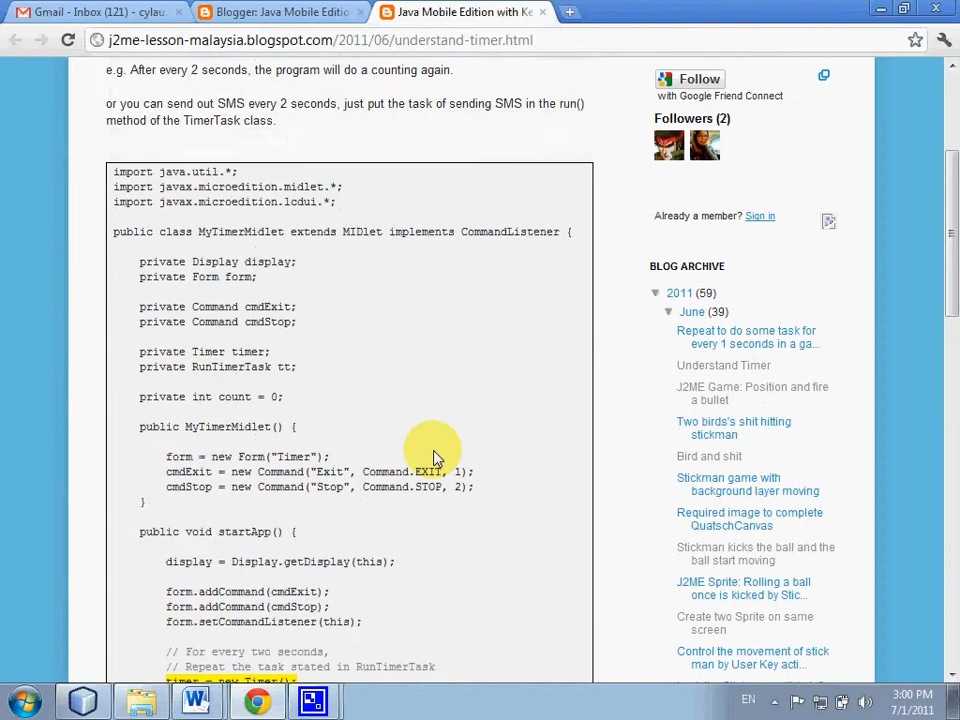 Gmail - Inbox (121) - cylau.
Blogger: Java Mobile Edition
Java Mobile Edition with Ke
j2me-lesson-malaysia.blogspot.com/2011/06/understand-timer.html
e.g. After every 2 seconds, the program will do a counting again.
or you can send out SMS every 2 seconds, just put the task of sending SMS in the run()
method of the TimerTask class.
import java.util.*;
import javax.microedition.midlet.*;
import javax.microedition.lcdui.*;
public class MyTimerMidlet extends MIDlet implements CommandListener {
private Display display;
private Form form;
private Command cmdExit;
private Command cmdStop;
private Timer timer;
private RunTimerTask tt;
private int count = 0;
public MyTimerMidlet() {
form = new Form("Timer");
cmdExit = new Command("Exit", Command.EXIT, 1);
cmdStop = new Command("Stop", Command.STOP, 2);
}
public void startApp() {
display = Display.getDisplay(this);
form.addCommand(cmdExit);
form.addCommand(cmdStop);
form.setCommandListener(this);
// For every two seconds,
// Repeat the task stated in RunTimerTask
timer = new Timer();
Follow
with Google Friend Connect
Followers (2)
Already a member? Sign in
BLOG ARCHIVE
▼ 2011 (59)
▼ June (39)
Repeat to do some task for
every 1 seconds in a ga...
Understand Timer
J2ME Game: Position and fire
a bullet
Two birds's shit hitting
stickman
Bird and shit
Skickman game with
background layer moving
Required image to complete
QuatschCanvas
Stickman kicks the ball and the
ball start moving
J2ME Sprite: Rolling a ball
once is kicked by Stic...
Create two Sprite on same
screen
Control the movement of stick
man by User Key acti...
EN
3:00 PM
7/1/2011